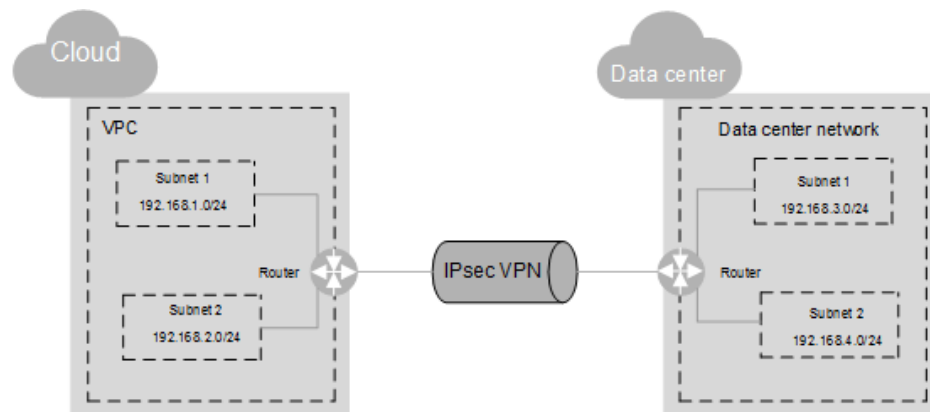 Cloud
Data center
VPC
Subnet 1
192.168.1.0/24
Router
Subnet 2
192.168.2.0/24
IPsec VPN
Data center network
Subnet 1
192.168.3.0/24
Router
Subnet 2
192.168.4.0/24